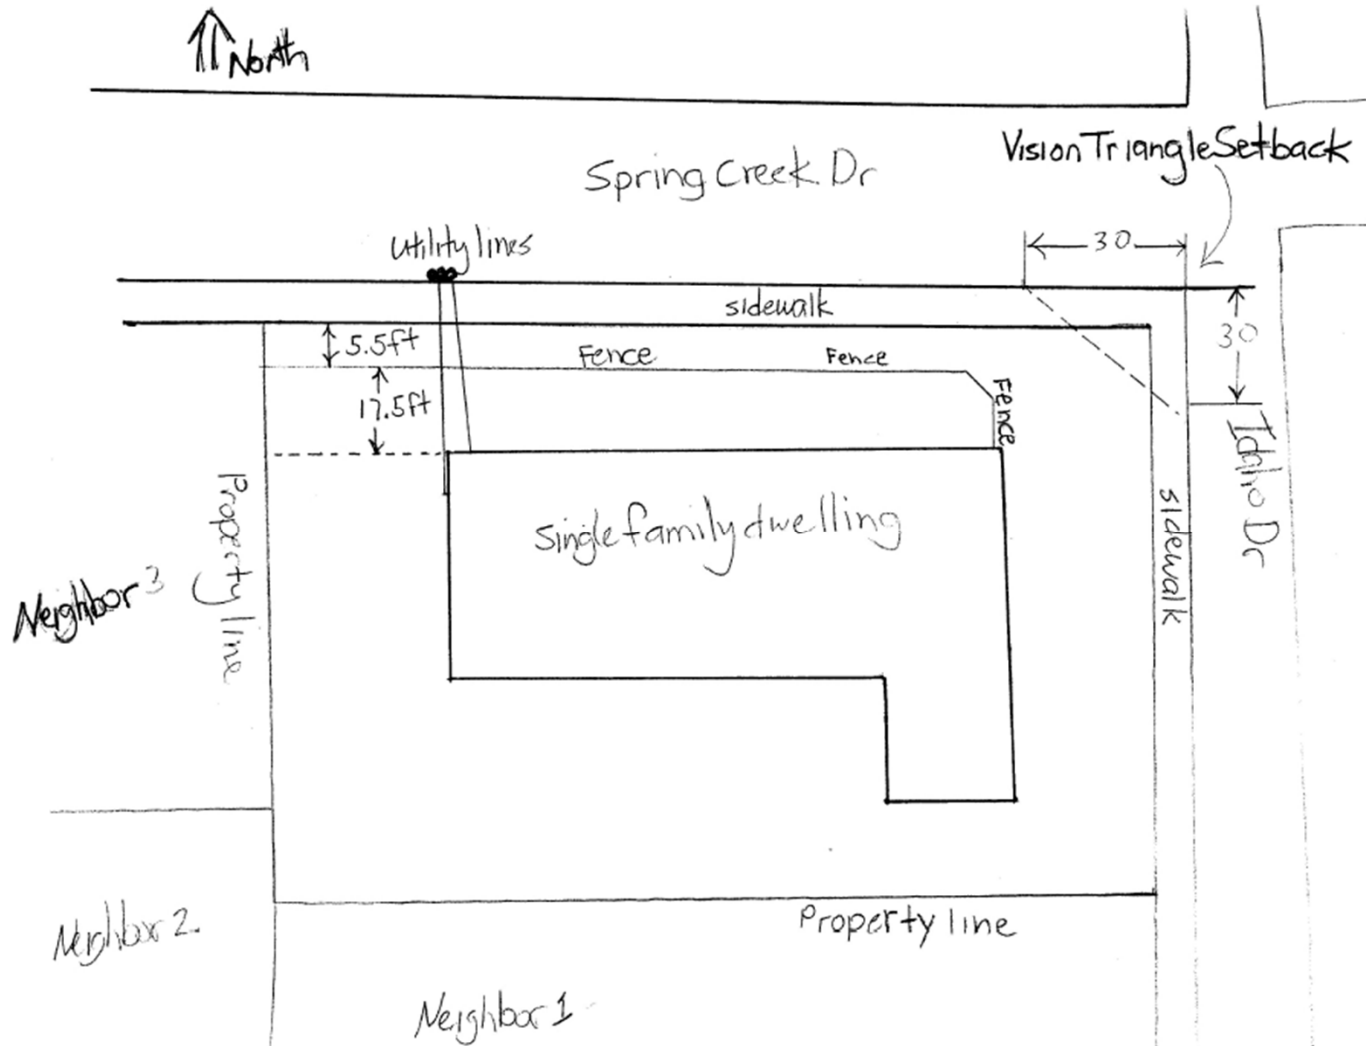 North
Vision Triangle Setback
Spring Creek Dr
utility lines
30
sidewalk
30
5.5ft
Fence
Fence
17.5ft
Fence
Idaho Dr
Property line
single family dwelling
sidewalk
Neighbor 3
Property line
Neighbor 2
Neighbor 1